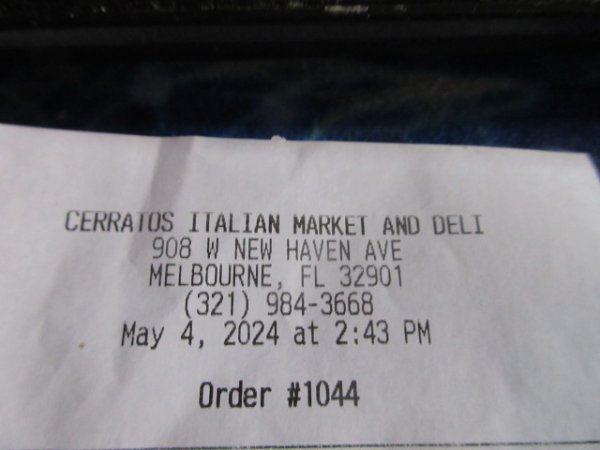 CERRATOS ITALIAN MARKET AND DELI
908 W NEW HAVEN AVE
MELBOURNE, FL 32901
(321) 984-3668
May 4, 2024 at 2:43 PM
Order #1044